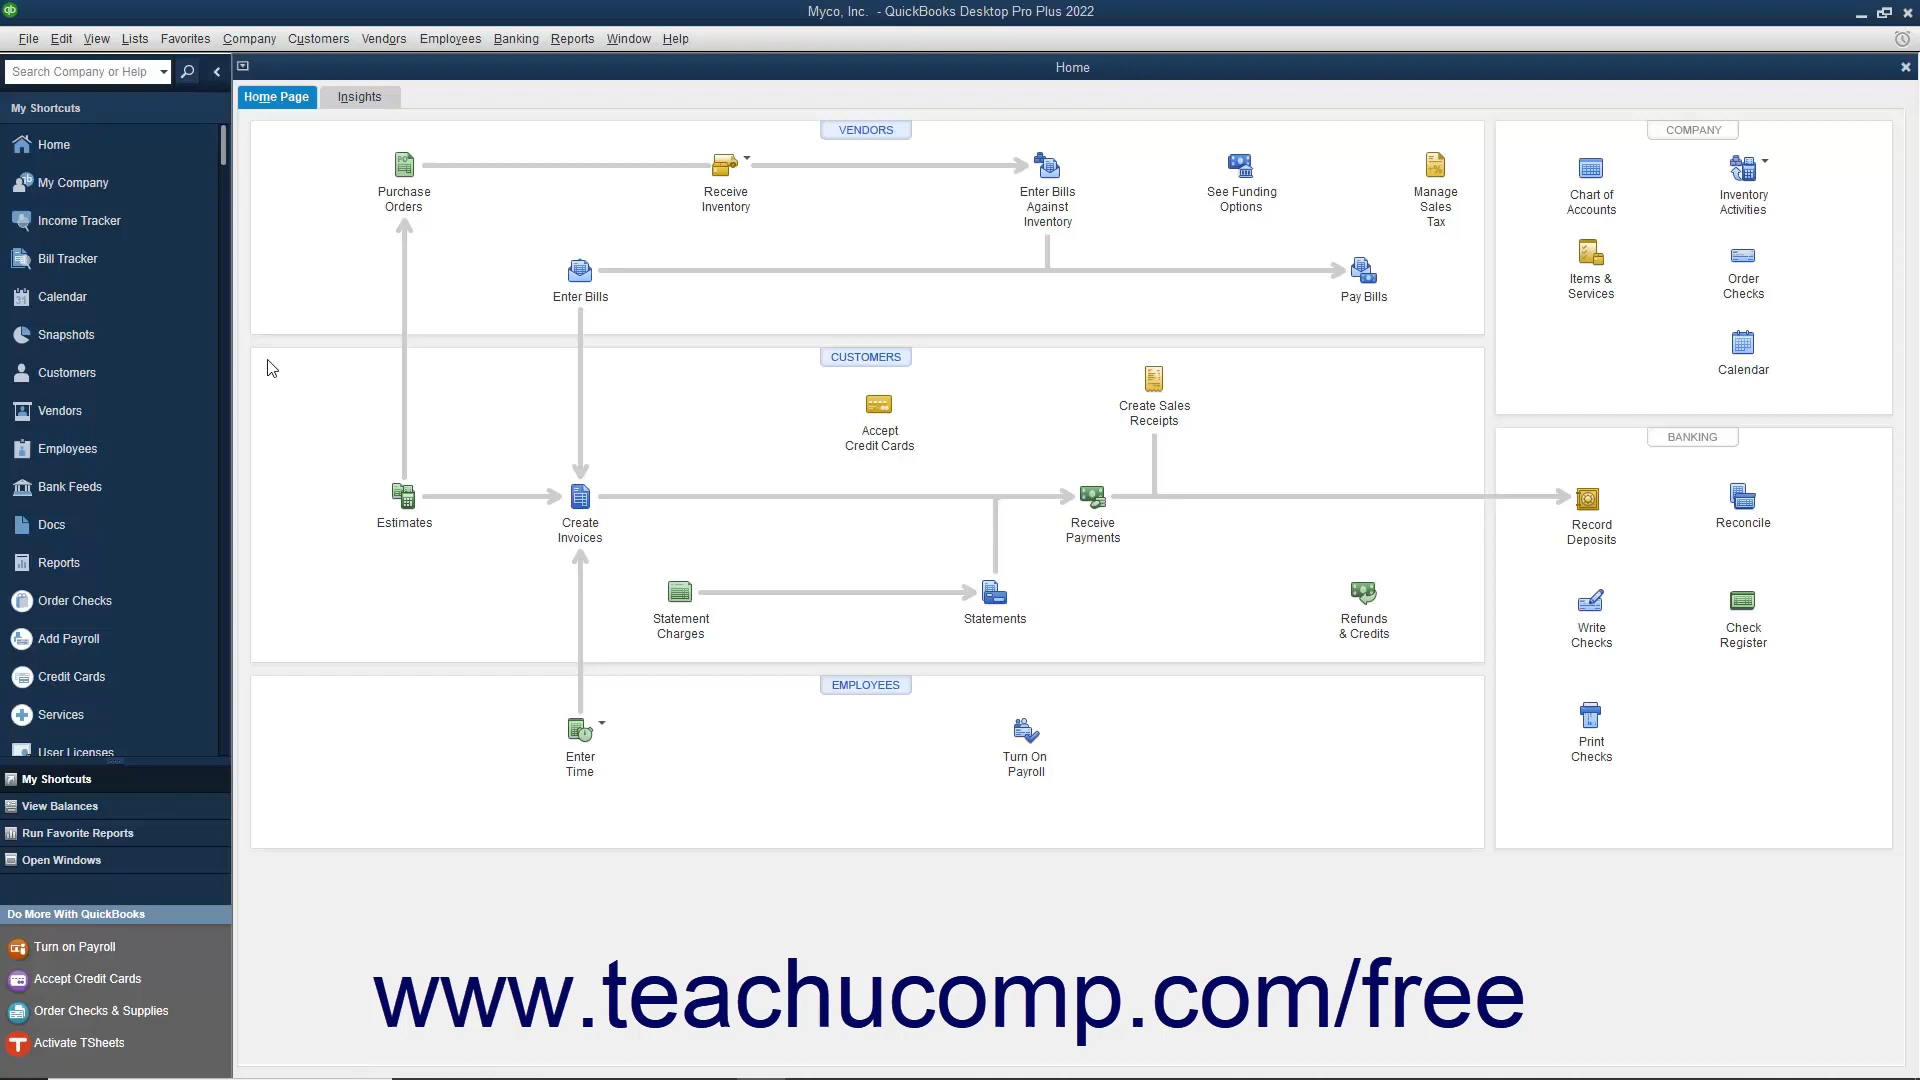 Myco, Inc.  - QuickBooks Desktop Pro Plus 2022
File Edit View Lists Favorites Company Customers Vendors Employees Banking Reports Window Help
Search Company or Help
Home
Home Page
Insights
My Shortcuts
Home
My Company
Income Tracker
Bill Tracker
Calendar
Snapshots
Customers
Vendors
Employees
Bank Feeds
Docs
Reports
Order Checks
Add Payroll
Credit Cards
Services
User Licenses
My Shortcuts
View Balances
Run Favorite Reports
Open Windows
Do More With QuickBooks
Turn on Payroll
Accept Credit Cards
Order Checks & Supplies
Activate TSheets
VENDORS
Purchase
Orders
Receive
Inventory
Enter Bills
Against
Inventory
See Funding
Options
Manage
Sales
Tax
Enter Bills
Pay Bills
CUSTOMERS
Accept
Credit Cards
Create Sales
Receipts
Estimates
Create
Invoices
Receive
Payments
Statement
Charges
Statements
Refunds
& Credits
EMPLOYEES
Enter
Time
Turn On
Payroll
COMPANY
Chart of
Accounts
Inventory
Activities
Items &
Services
Order
Checks
Calendar
BANKING
Record
Deposits
Reconcile
Write
Checks
Check
Register
Print
Checks
www.teachucomp.com/free